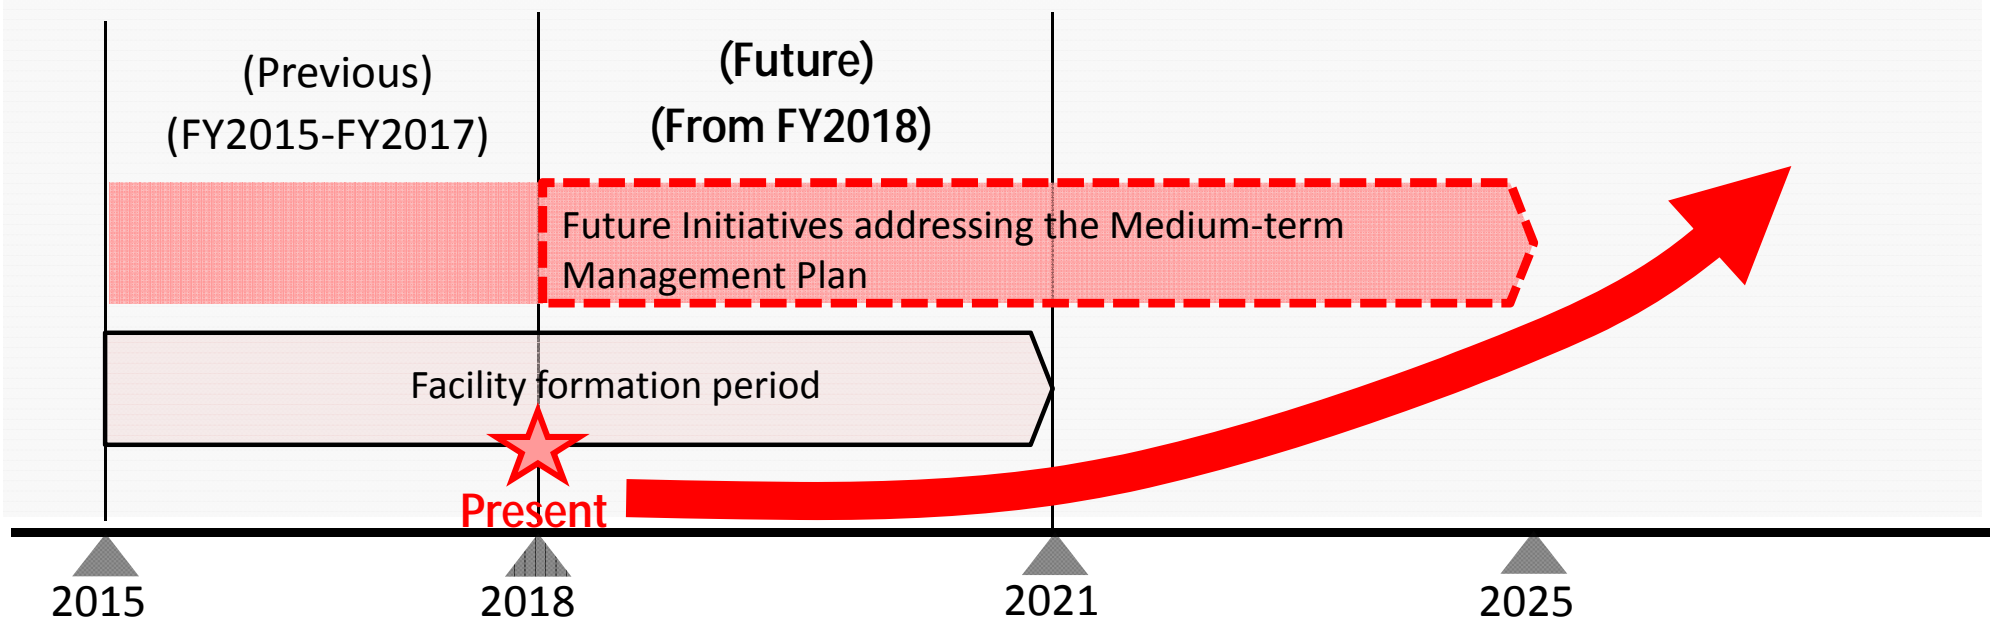 (Previous)
(FY2015-FY2017)
(Future)
(From FY2018)
Future Initiatives addressing the Medium-term
Management Plan
Facility formation period
Present
2015
2018
2021
2025